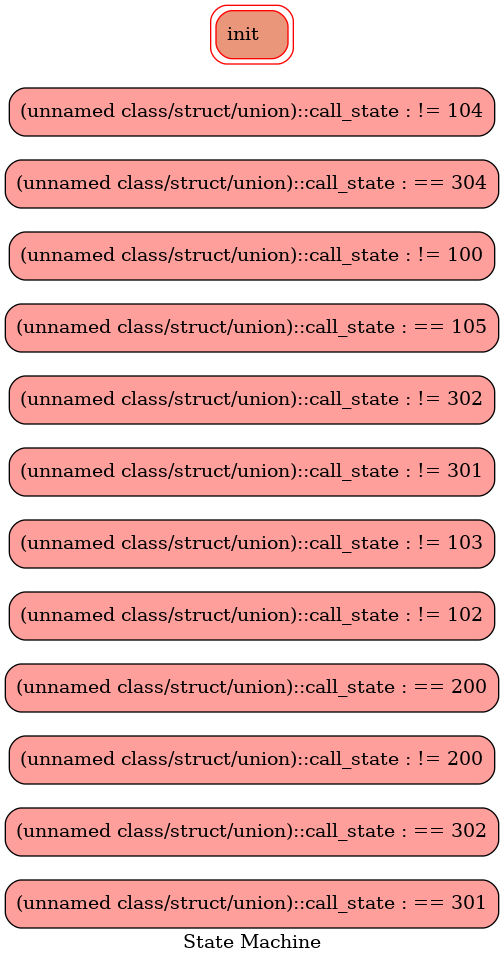 init
(unnamed class/struct/union)::call_state : != 104
(unnamed class/struct/union)::call_state : == 304
(unnamed class/struct/union)::call_state : != 100
(unnamed class/struct/union)::call_state : == 105
(unnamed class/struct/union)::call_state : != 302
(unnamed class/struct/union)::call_state : != 301
(unnamed class/struct/union)::call_state : != 103
(unnamed class/struct/union)::call_state : != 102
(unnamed class/struct/union)::call_state : == 200
(unnamed class/struct/union)::call_state : != 200
(unnamed class/struct/union)::call_state : == 302
(unnamed class/struct/union)::call_state : == 301
State Machine